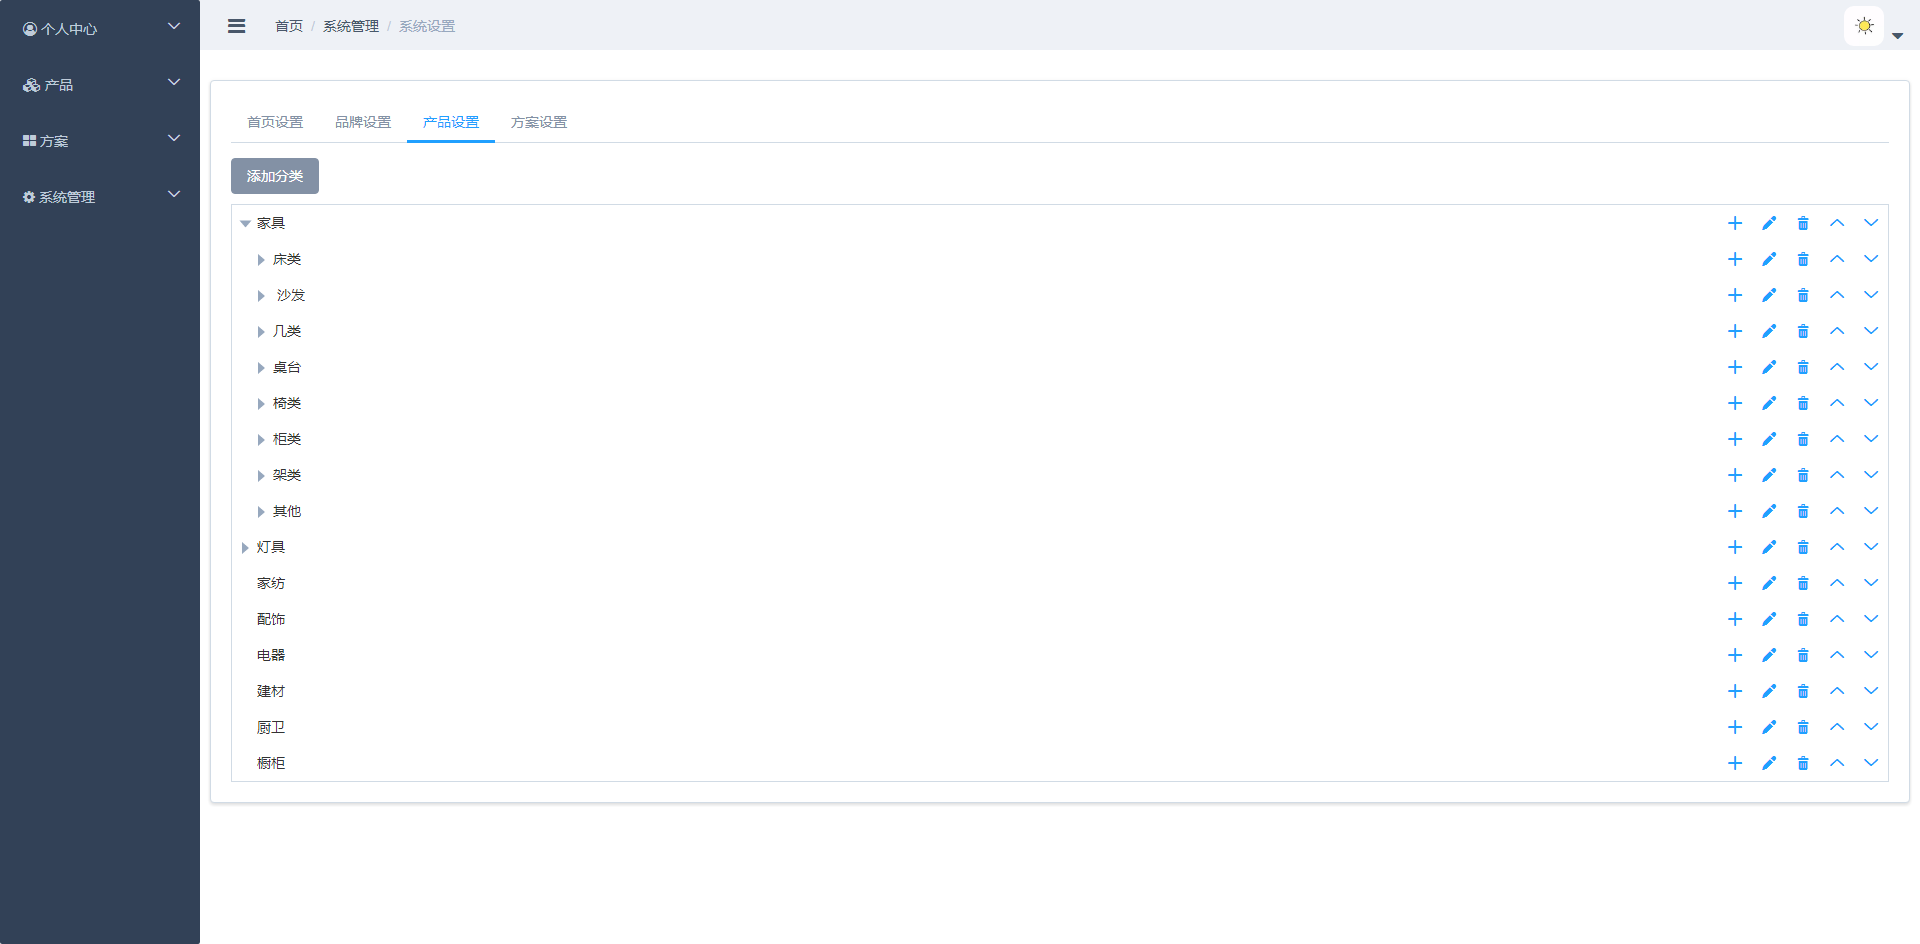 个人中心
产品
方案
系统管理
首页 / 系统管理 / 系统设置
首页设置 品牌设置 产品设置 方案设置
添加分类
家具
床类
沙发
几类
桌台
椅类
柜类
架类
其他
灯具
家纺
配饰
电器
建材
厨卫
橱柜